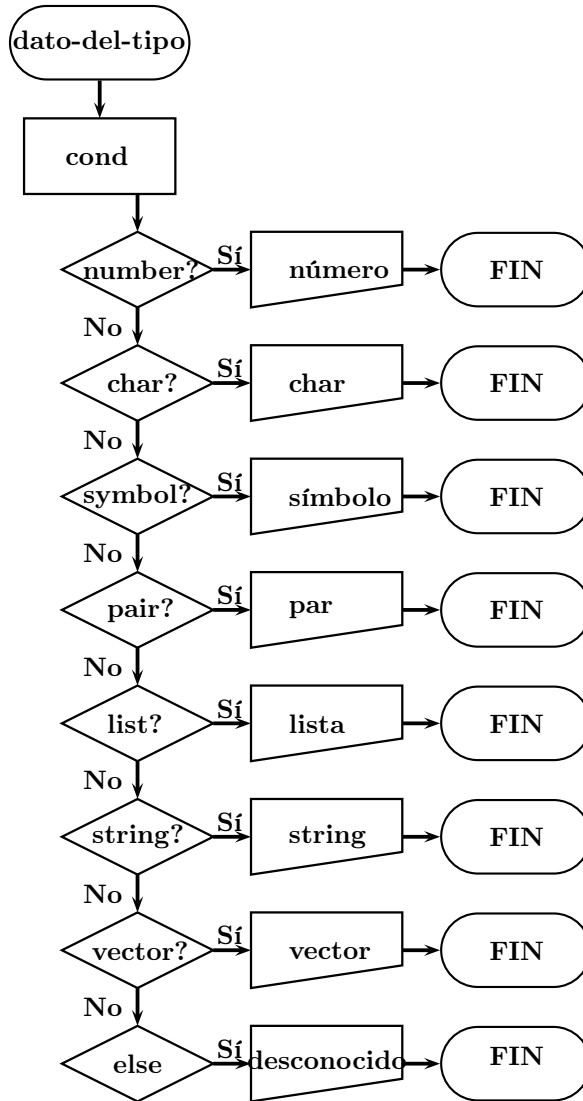 dato-del-tipo
cond
number? Sí número FIN
No
char? Sí char FIN
No
symbol? Sí símbolo FIN
No
pair? Sí par FIN
No
list? Sí lista FIN
No
string? Sí string FIN
No
vector? Sí vector FIN
No
else Sí desconocido FIN